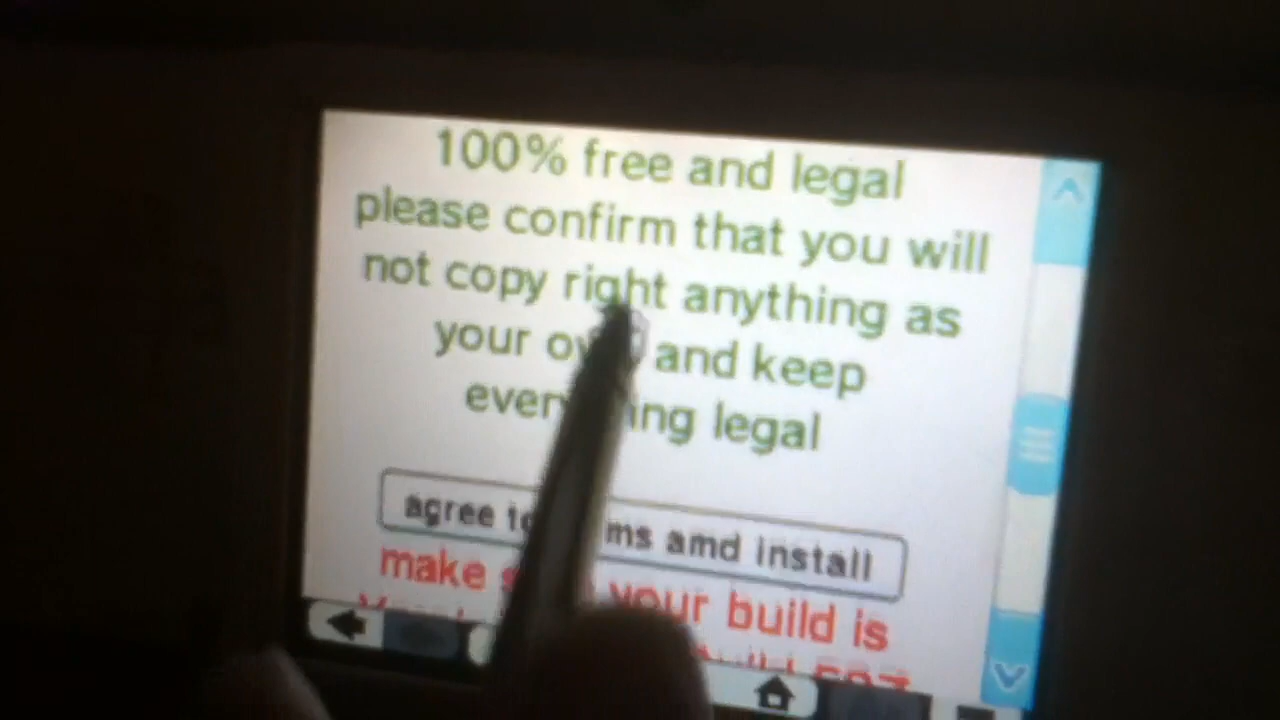 100% free and legal
please confirm that you will
not copy right anything as
your and keep
legal
agree amd install
make your build is